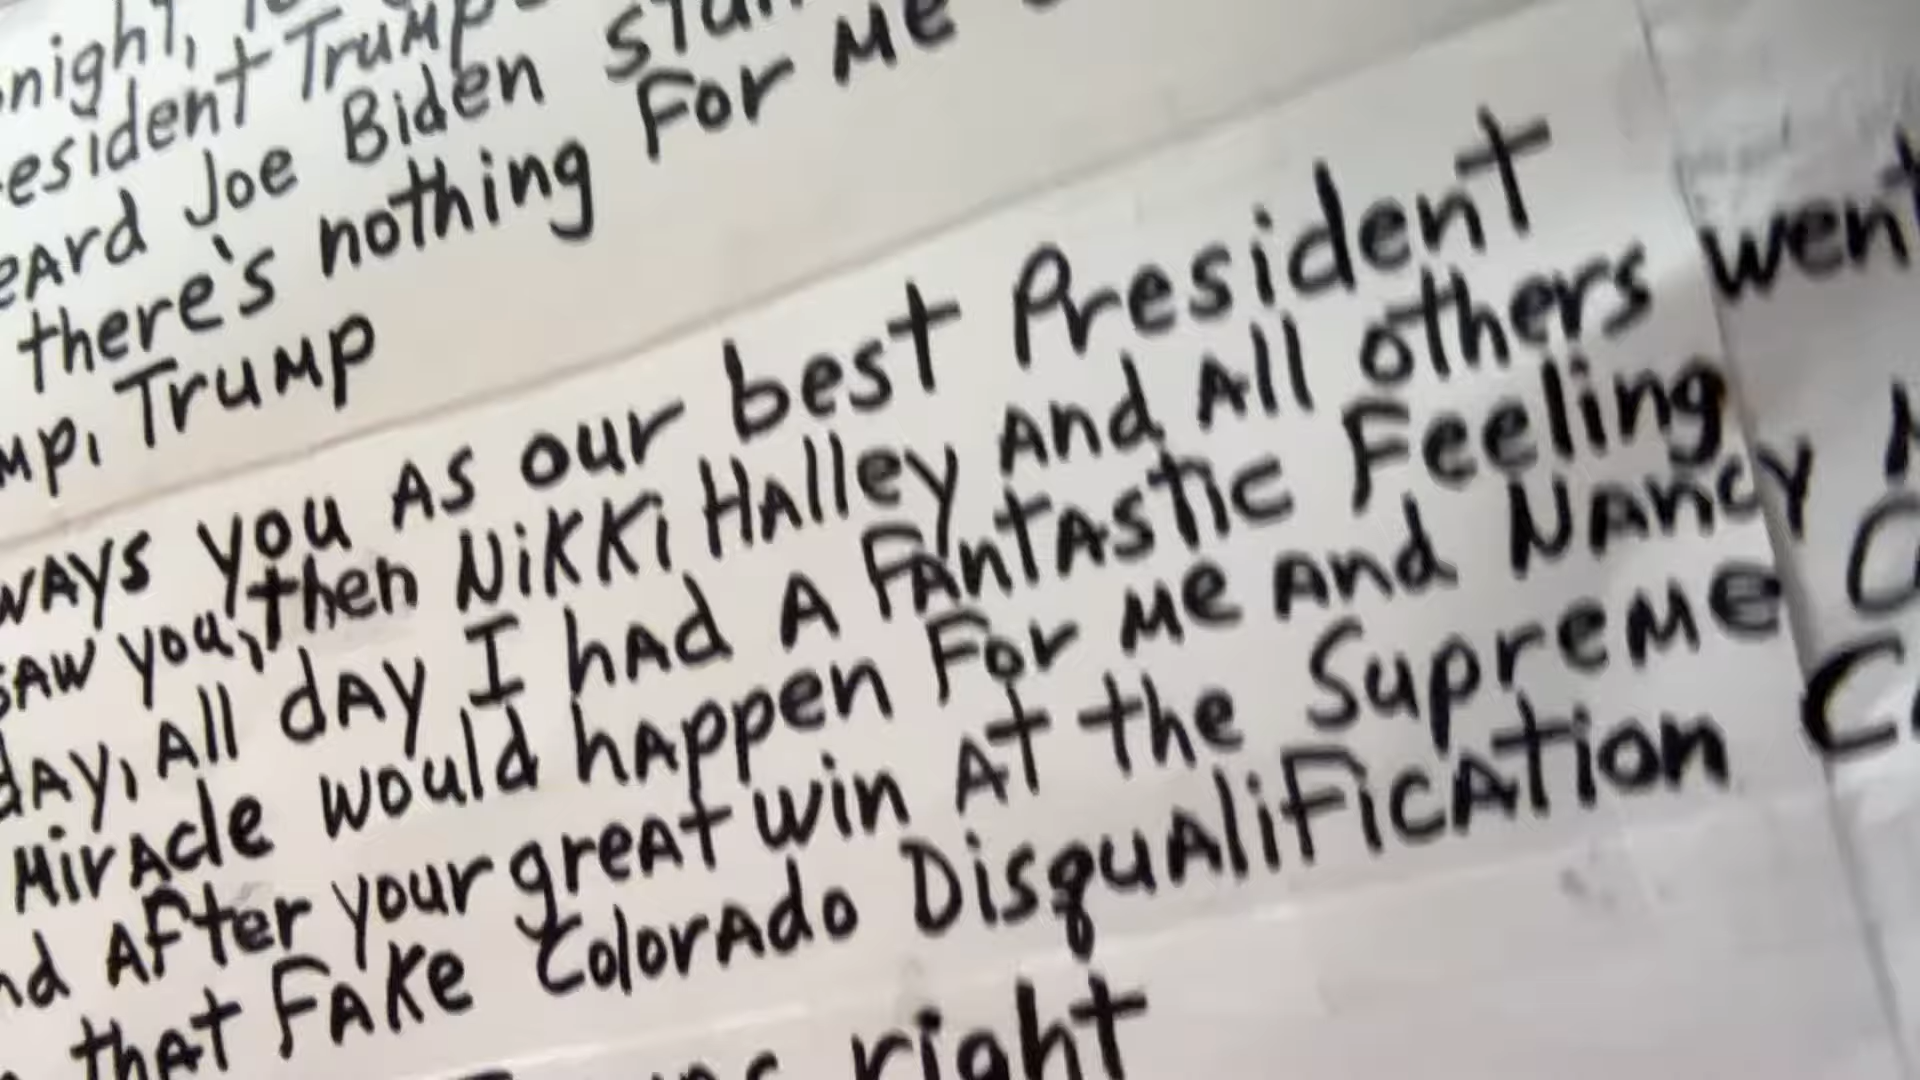 night,
esident Trump
eard Joe Biden
there's nothing For Me
mp, Trump
ways you As our best President
saw you, then Nikki Halley And All others went
day, All day I had A Fantastic Feeling
Miracle would happen For Me And Nancy
nd After your great win At the Supreme
that Fake Colorado Disqualification
right